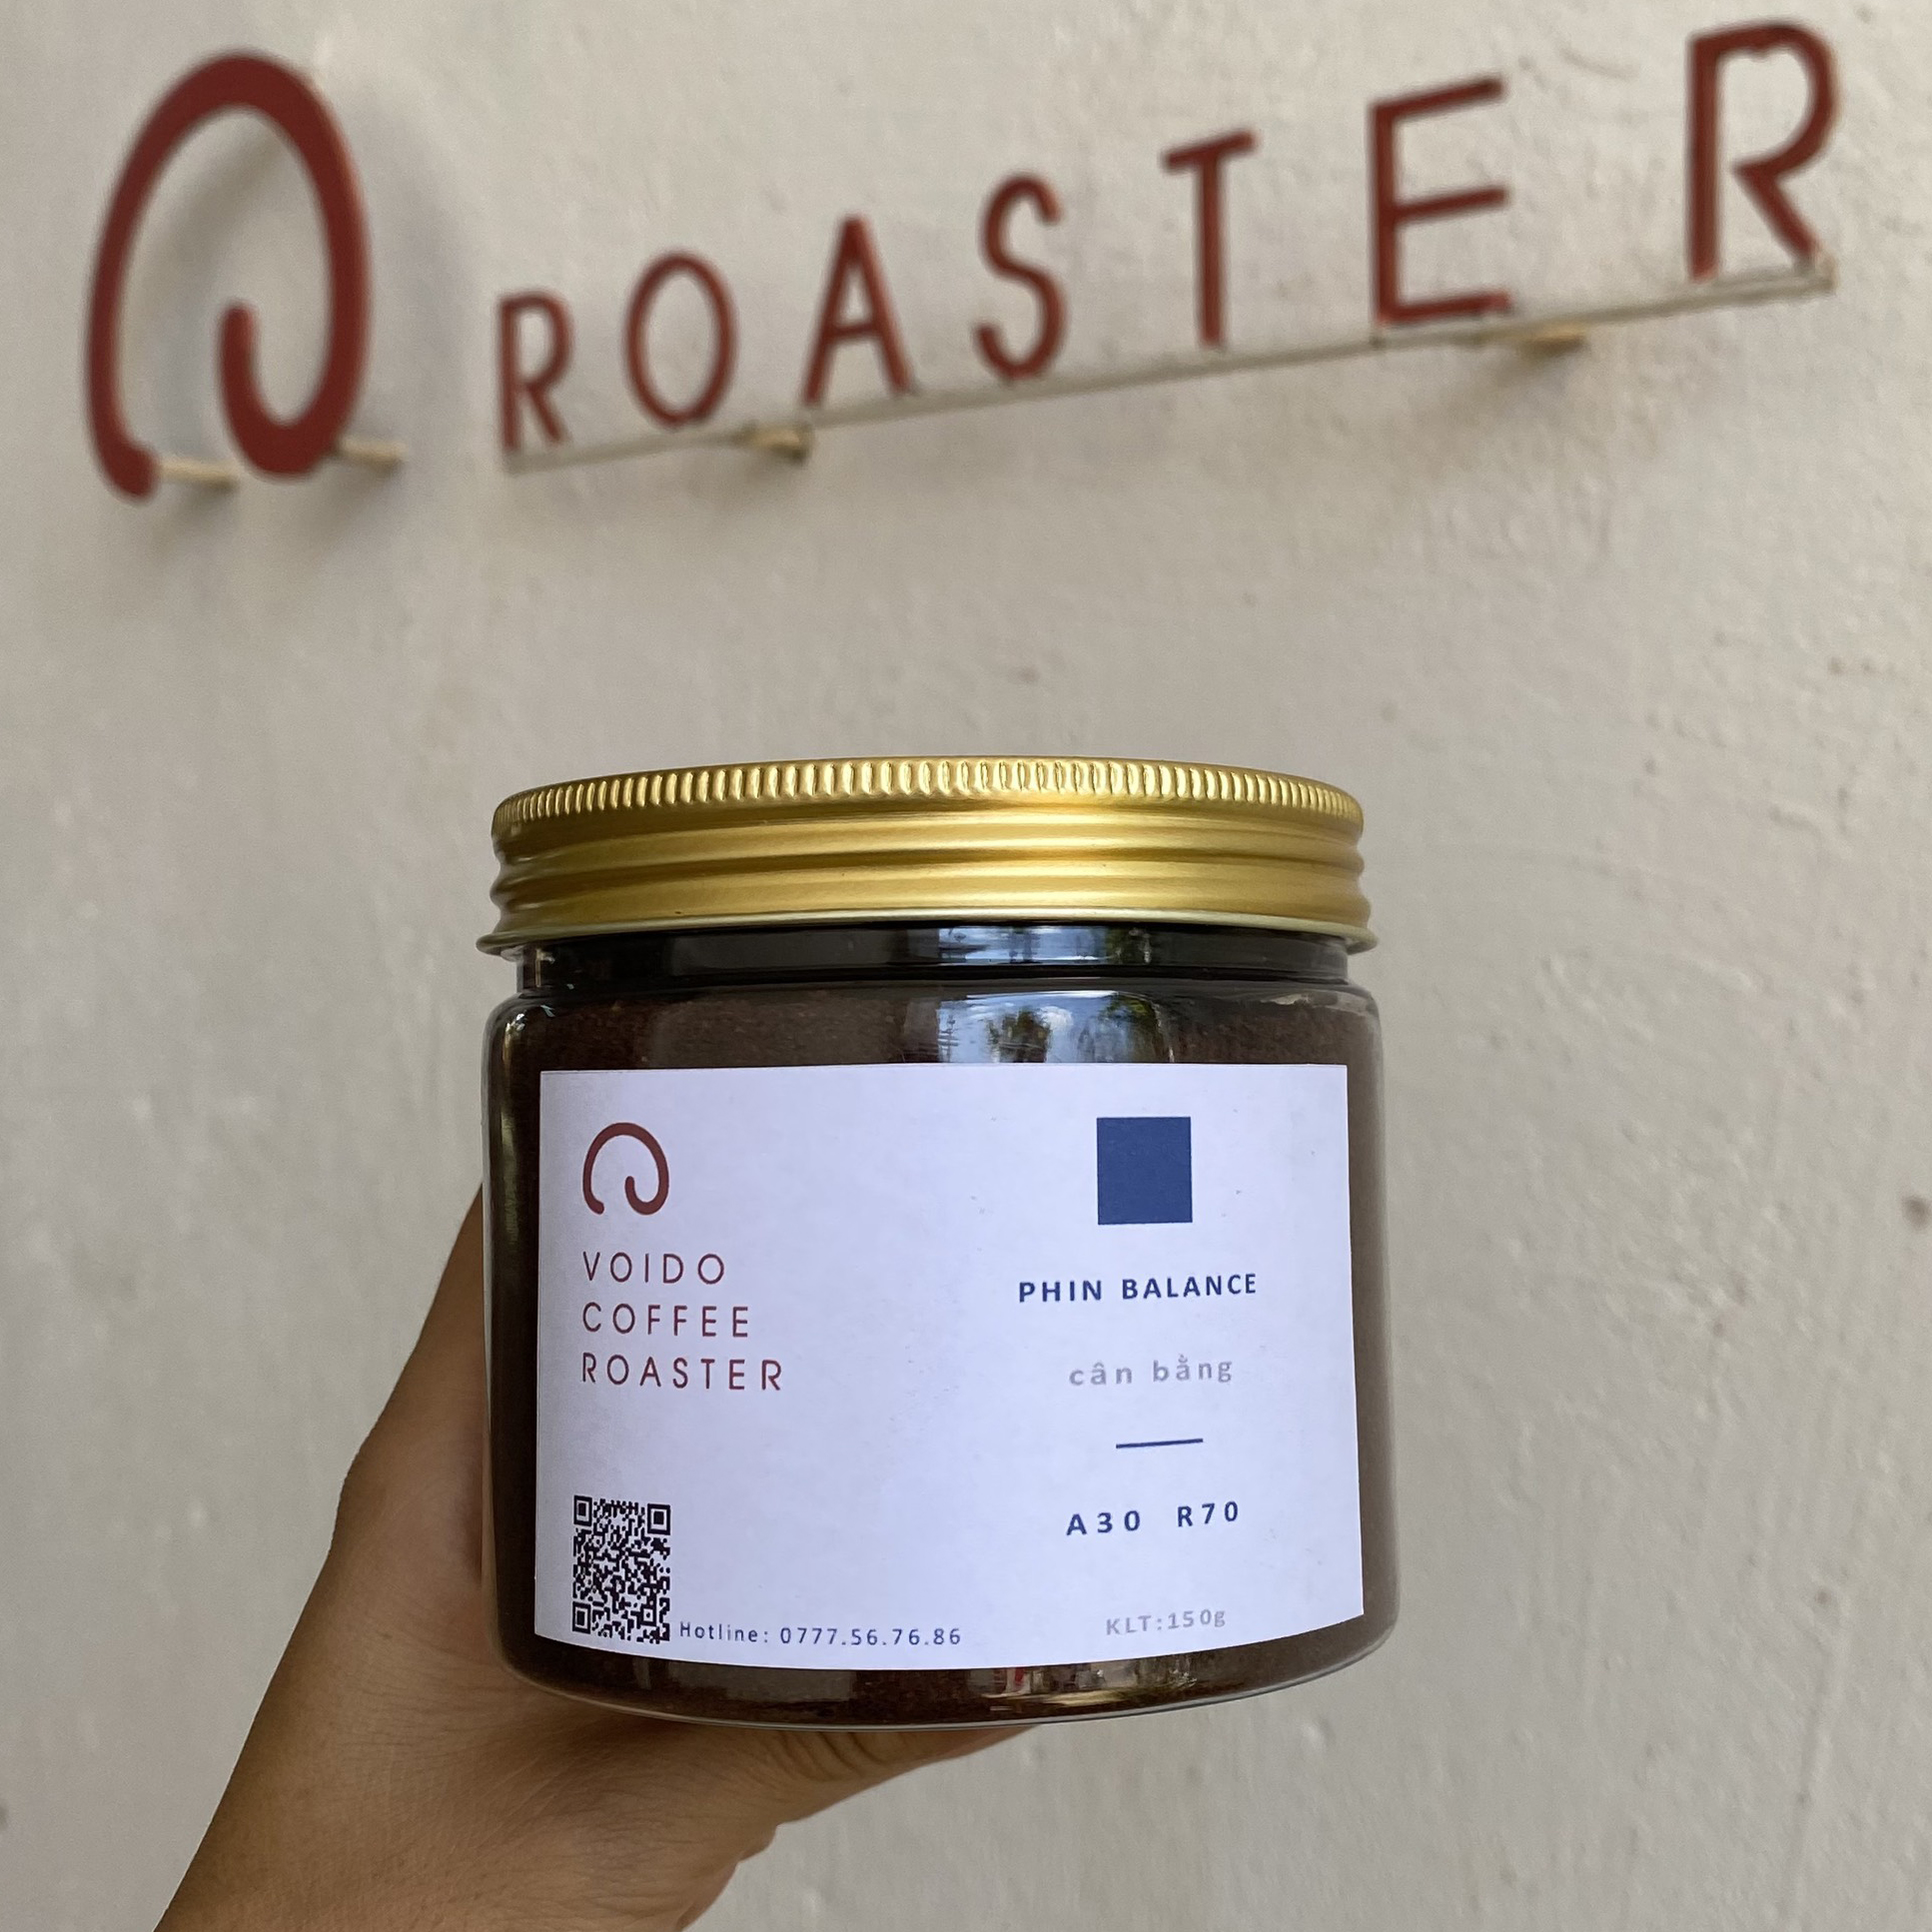 ROASTER
VOIDO
COFFEE
ROASTER
PHIN BALANCE
cân bằng
A30 R70
Hotline: 0777.56.76.86
KLT:150g